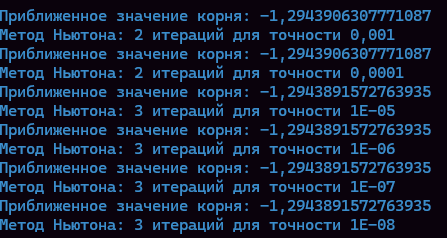 Приближенное значение корня: -1,2943906307771087
Метод Ньютона: 2 итераций для точности 0,001
Приближенное значение корня: -1,2943906307771087
Метод Ньютона: 2 итераций для точности 0,0001
Приближенное значение корня: -1,2943891572763935
Метод Ньютона: 3 итераций для точности 1E-05
Приближенное значение корня: -1,2943891572763935
Метод Ньютона: 3 итераций для точности 1E-06
Приближенное значение корня: -1,2943891572763935
Метод Ньютона: 3 итераций для точности 1E-07
Приближенное значение корня: -1,2943891572763935
Метод Ньютона: 3 итераций для точности 1E-08